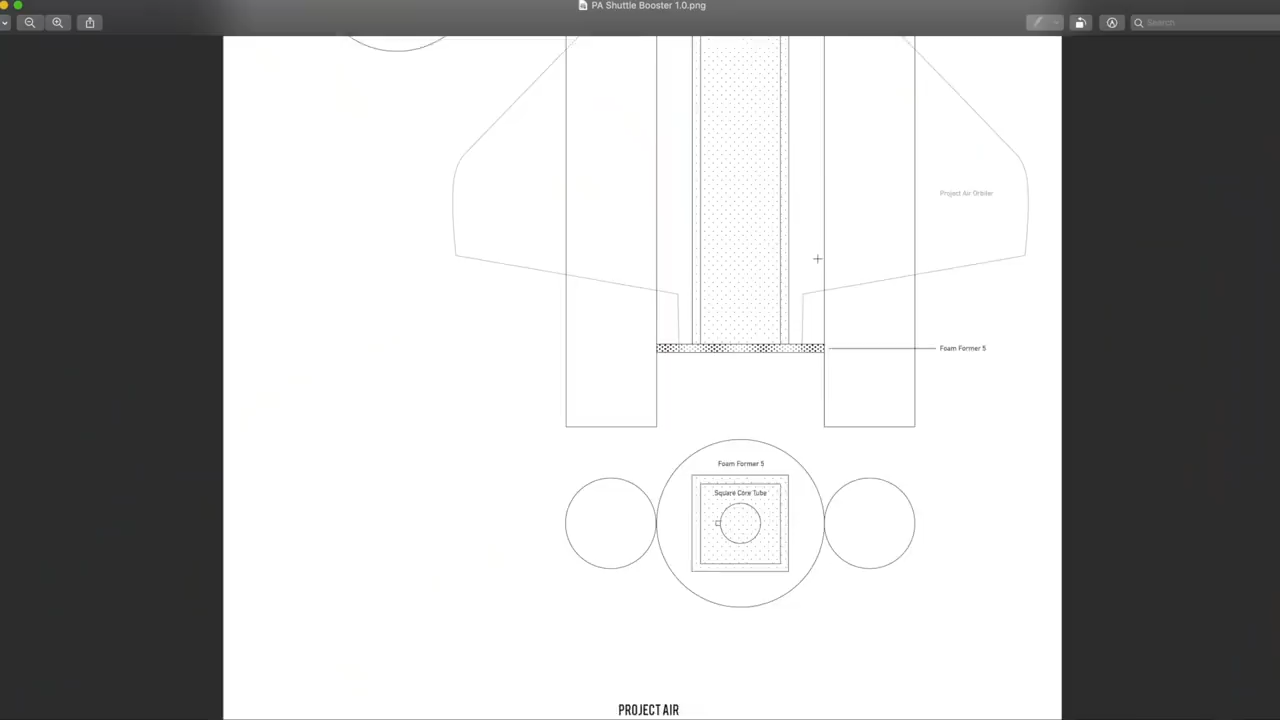 PA Shuttle Booster 1.0.png
Search
Project Air Orbiter
Foam Former 5
Foam Former 5
Square Core Tube
PROJECT AIR